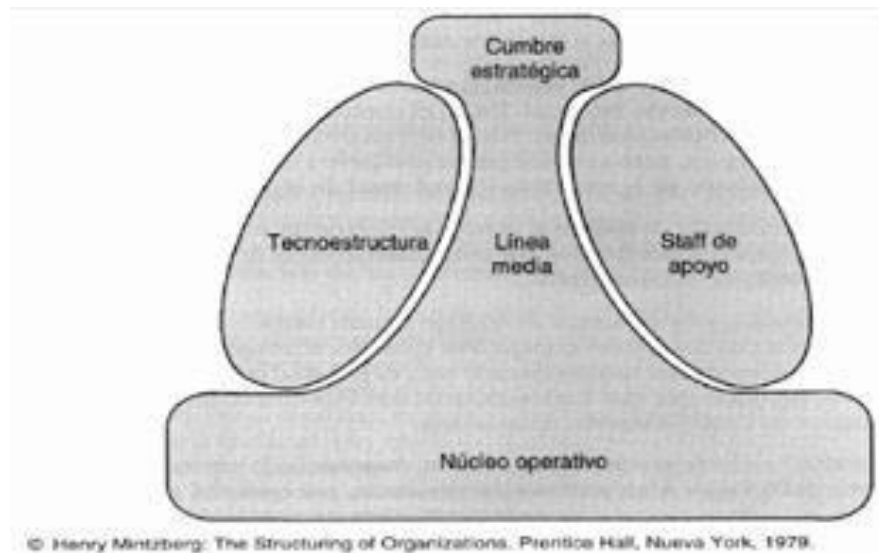 Cumbre
estratégica
Tecnoestructura
Línea
media
Staff de
apoyo
Núcleo operativo
© Henry Mintzberg: The Structuring of Organizations. Prentice Hall, Nueva York, 1979.